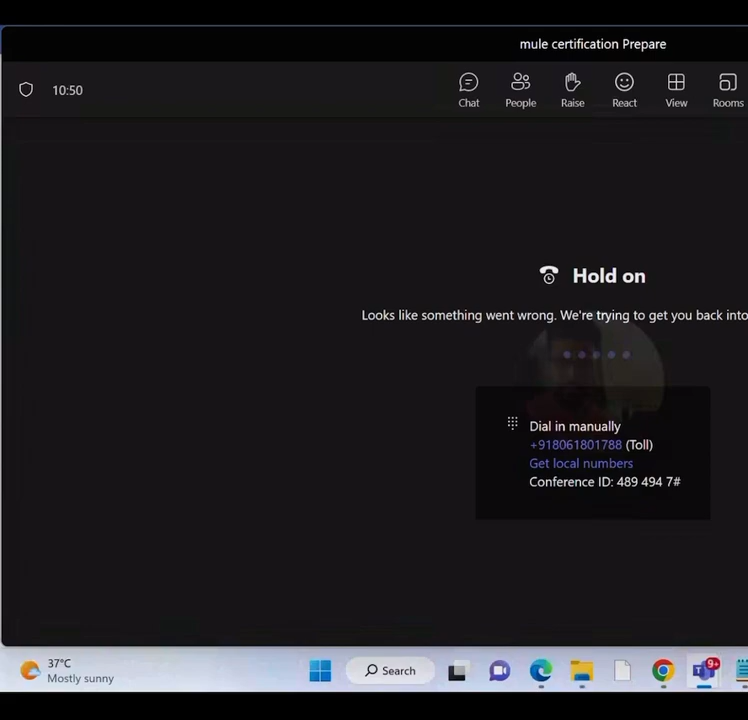 mule certification Prepare
10:50
Chat People Raise React View Rooms
Hold on
Looks like something went wrong. We're trying to get you back into
Dial in manually
+918061801788 (Toll)
Get local numbers
Conference ID: 489 494 7#
37°C
Mostly sunny
Search
9+